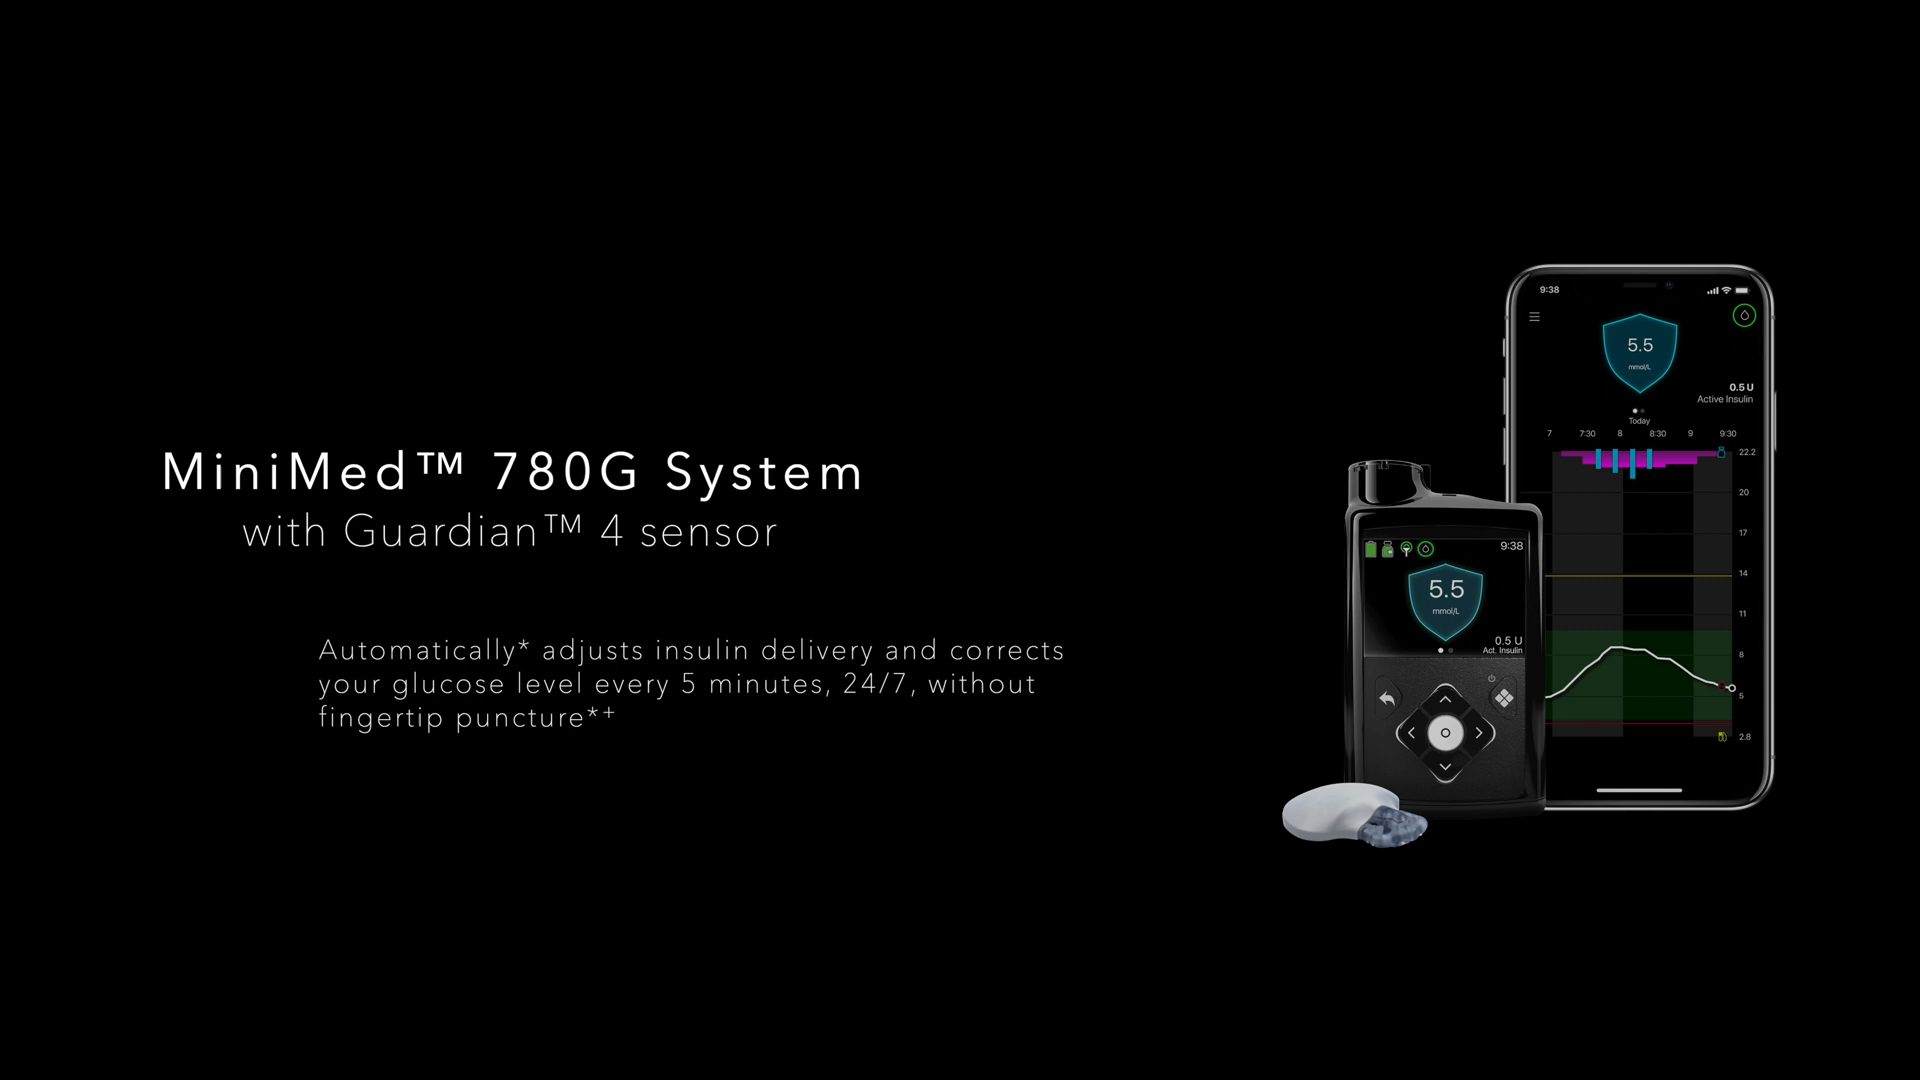 MiniMed™ 780G System
with Guardian™ 4 sensor
Automatically* adjusts insulin delivery and corrects
your glucose level every 5 minutes, 24/7, without
fingertip puncture*⁺
9:38
5.5
mmol/L
0.5 U
Act. Insulin
9:38
5.5
mmol/L
0.5 U
Active Insulin
Today
7 7:30 8 8:30 9 9:30
22.2
20
17
14
11
8
5
2.8